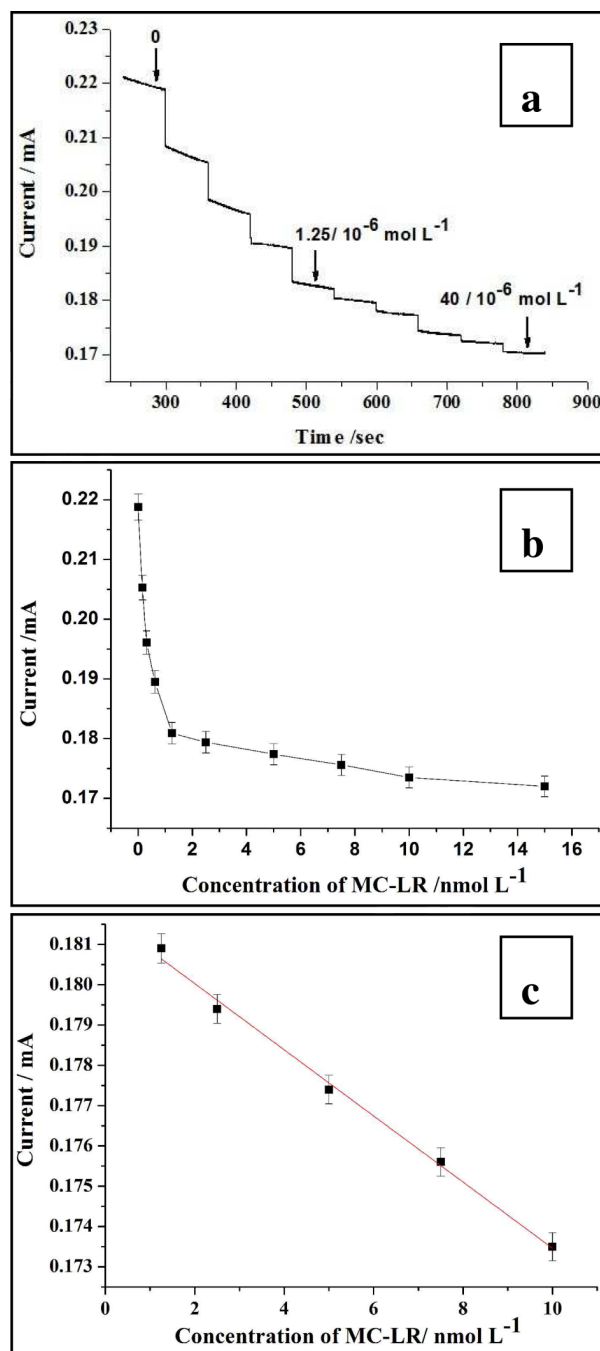 a
0.23
0.22
0.21
0.20
0.19
0.18
0.17
Current / mA
0
1.25/ 10⁻⁶ mol L⁻¹
40 / 10⁻⁶ mol L⁻¹
300 400 500 600 700 800 900
Time /sec
b
0.22
0.21
0.20
0.19
0.18
0.17
Current /mA
0 2 4 6 8 10 12 14 16
Concentration of MC-LR /nmol L⁻¹
c
0.181
0.180
0.179
0.178
0.177
0.176
0.175
0.174
0.173
Current / mA
2 4 6 8 10
Concentration of MC-LR/ nmol L⁻¹